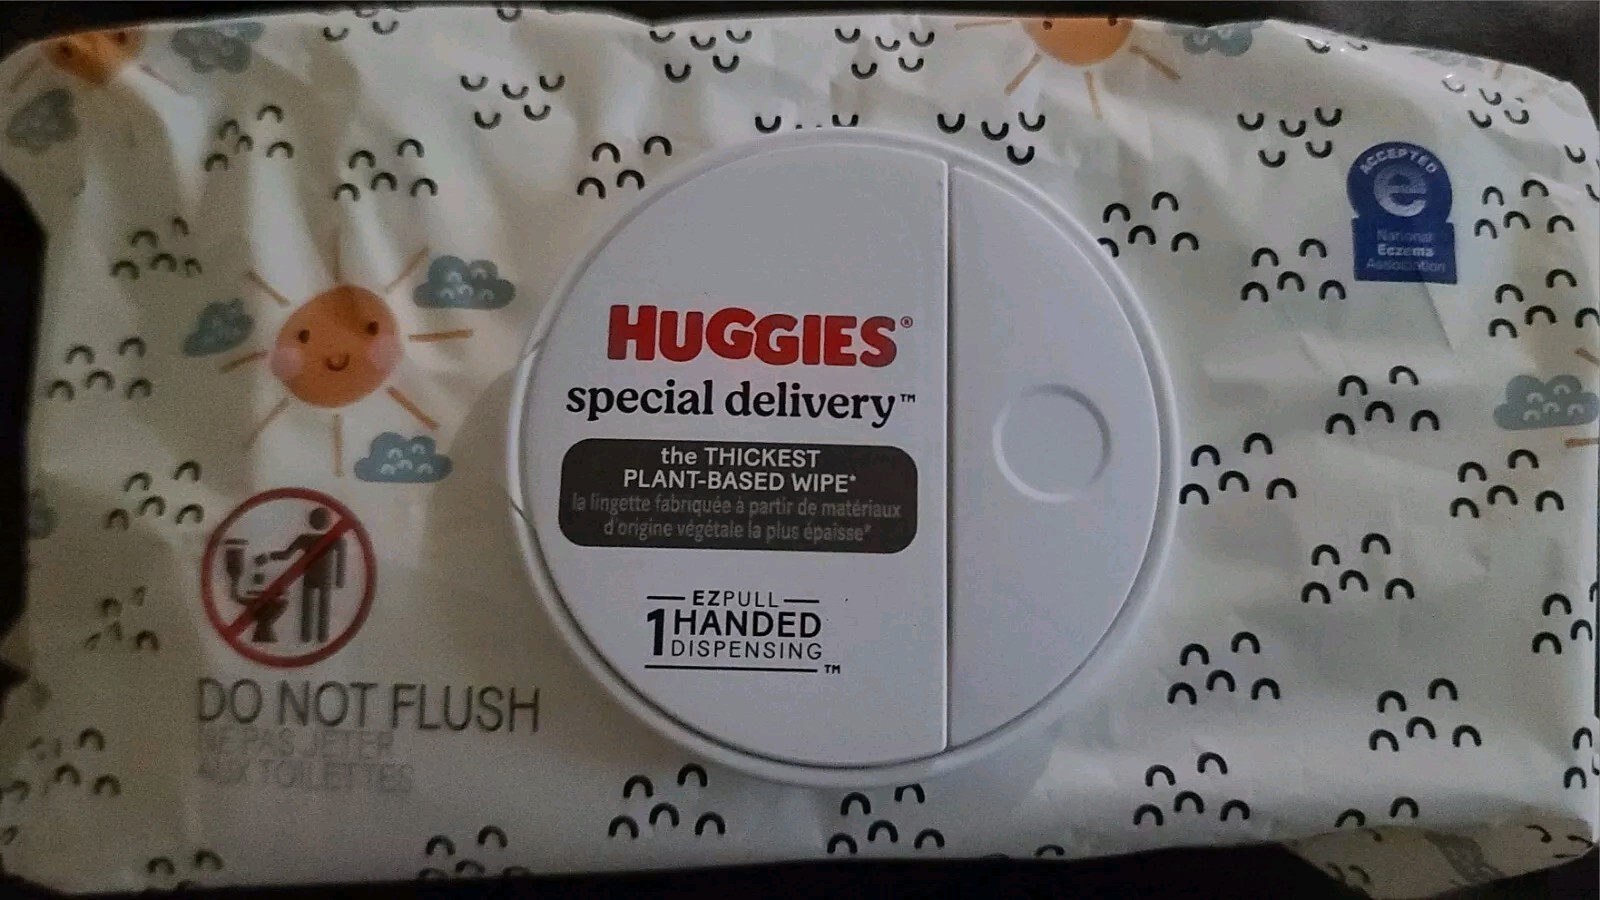 HUGGIES®
special delivery™
the THICKEST
PLANT-BASED WIPE*
la lingette fabriquée à partir de matériaux
d'origine végétale la plus épaisse*
EZPULL
1 HANDED
DISPENSING
™
DO NOT FLUSH
NE PAS JETER
AUX TOILETTES
ACCEPTED
e
National
Eczema
Association